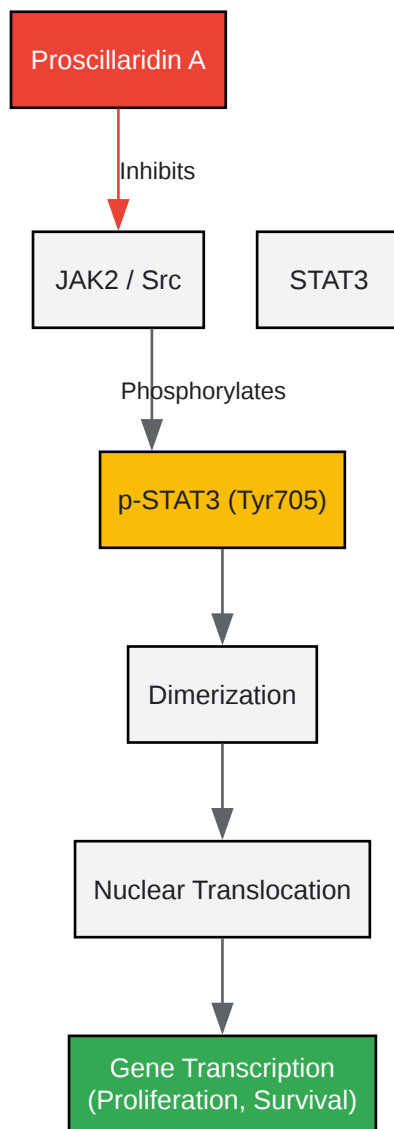 Proscillaridin A
Inhibits
JAK2 / Src
STAT3
Phosphorylates
p-STAT3 (Tyr705)
Dimerization
Nuclear Translocation
Gene Transcription
(Proliferation, Survival)